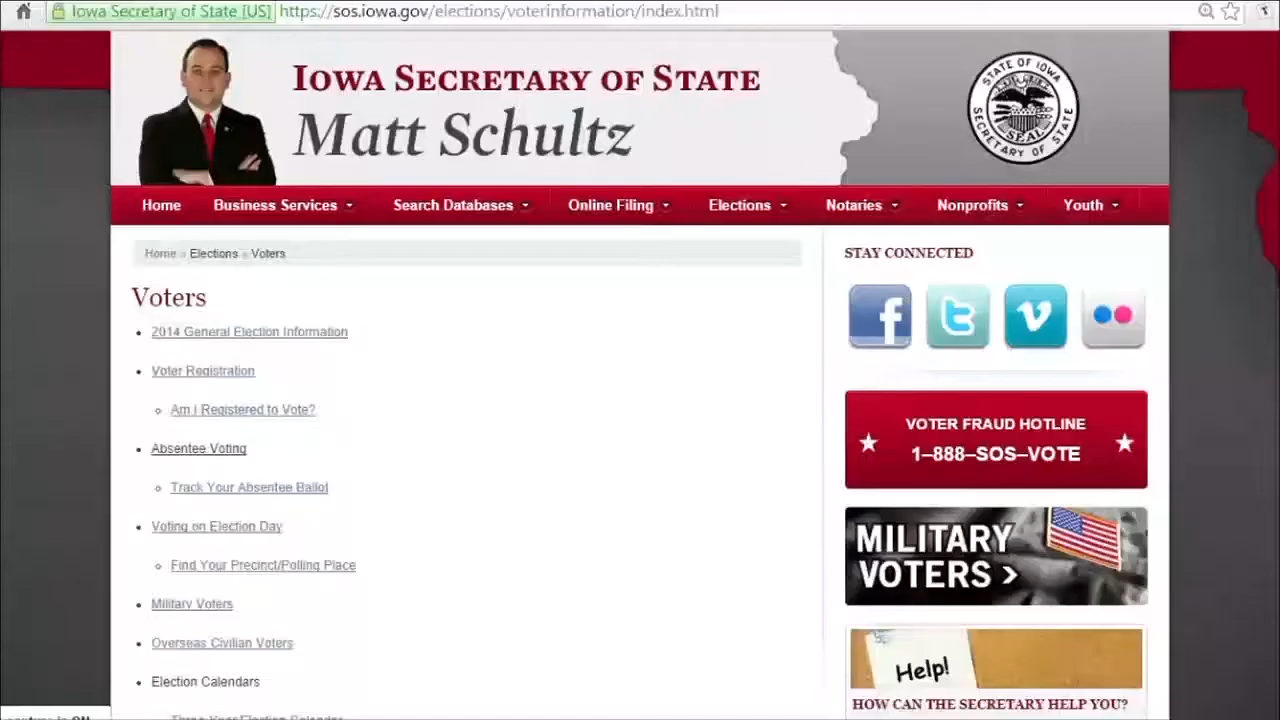 Iowa Secretary of State [US] https://sos.iowa.gov/elections/voterinformation/index.html
IOWA SECRETARY OF STATE
Matt Schultz
STATE OF IOWA
SEAL
SECRETARY OF STATE
Home Business Services Search Databases Online Filing Elections Notaries Nonprofits Youth
Home » Elections » Voters
Voters
2014 General Election Information
Voter Registration
Am I Registered to Vote?
Absentee Voting
Track Your Absentee Ballot
Voting on Election Day
Find Your Precinct/Polling Place
Military Voters
Overseas Civilian Voters
Election Calendars
Three-Year Election Calendar
STAY CONNECTED
VOTER FRAUD HOTLINE
1–888–SOS–VOTE
MILITARY
VOTERS >
Help!
HOW CAN THE SECRETARY HELP YOU?